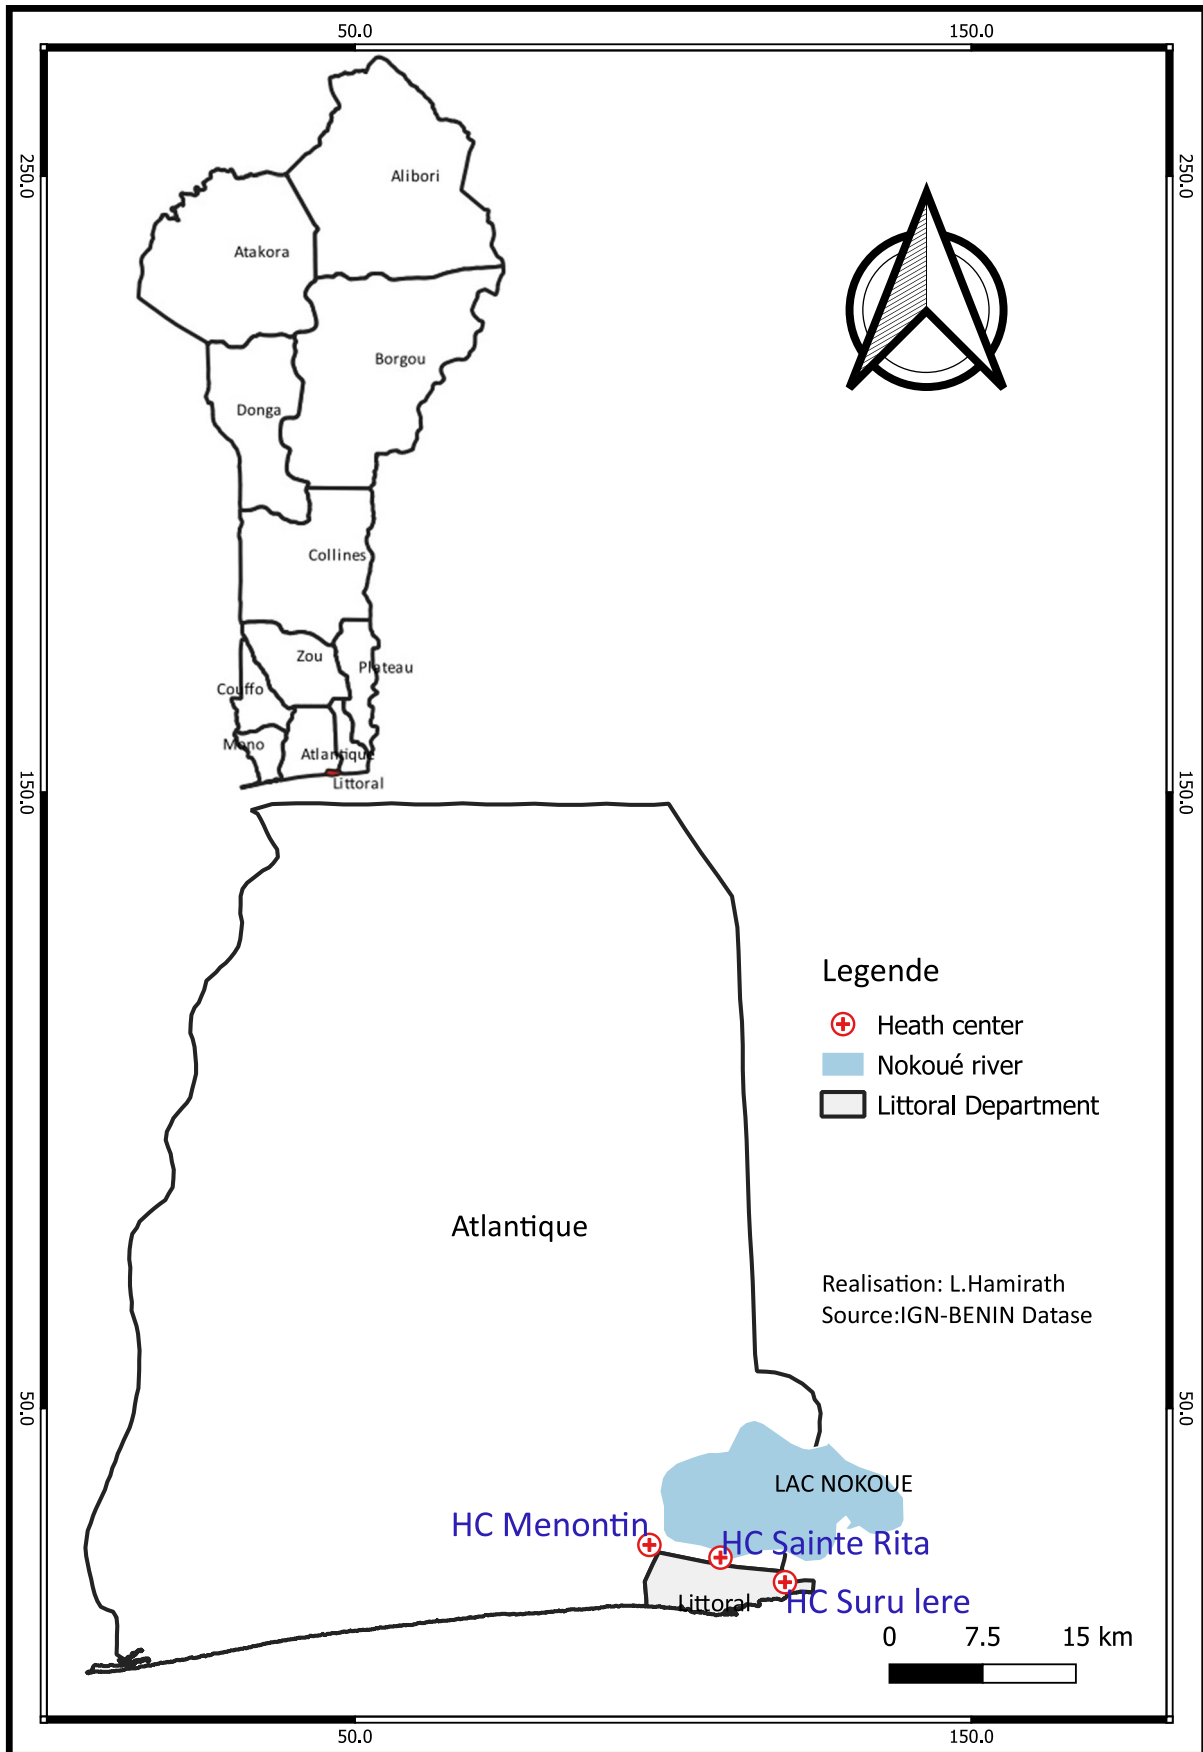 50.0
150.0
250.0
250.0
Alibori
Atakora
Borgou
Donga
Collines
Zou
Plateau
Couffo
Mono
Atlantique
Littoral
150.0
150.0
Legende
Heath center
Nokoué river
Littoral Department
Atlantique
Realisation: L.Hamirath
Source:IGN-BENIN Datase
50.0
50.0
LAC NOKOUE
HC Menontin
HC Sainte Rita
Littoral
HC Suru lere
0 7.5 15 km
50.0
150.0